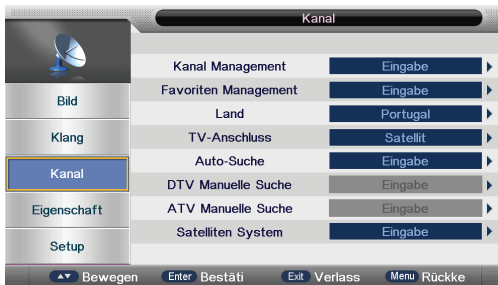 Kanal
Kanal Management Eingabe
Favoriten Management Eingabe
Land Portugal
TV-Anschluss Satellit
Auto-Suche Eingabe
DTV Manuelle Suche Eingabe
ATV Manuelle Suche Eingabe
Satelliten System Eingabe
Bild
Klang
Kanal
Eigenschaft
Setup
Bewegen Enter Bestäti Exit Verlass Menu Rückke